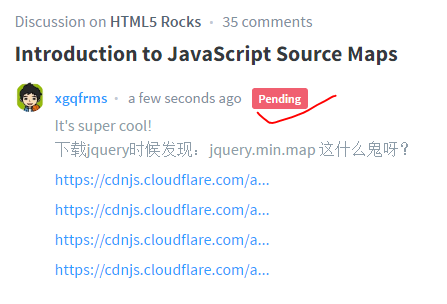 Discussion on HTML5 Rocks • 35 comments
Introduction to JavaScript Source Maps
xgqfrms • a few seconds ago Pending
It's super cool!
下载jquery时候发现：jquery.min.map 这什么鬼呀？
https://cdnjs.cloudflare.com/a...
https://cdnjs.cloudflare.com/a...
https://cdnjs.cloudflare.com/a...
https://cdnjs.cloudflare.com/a...